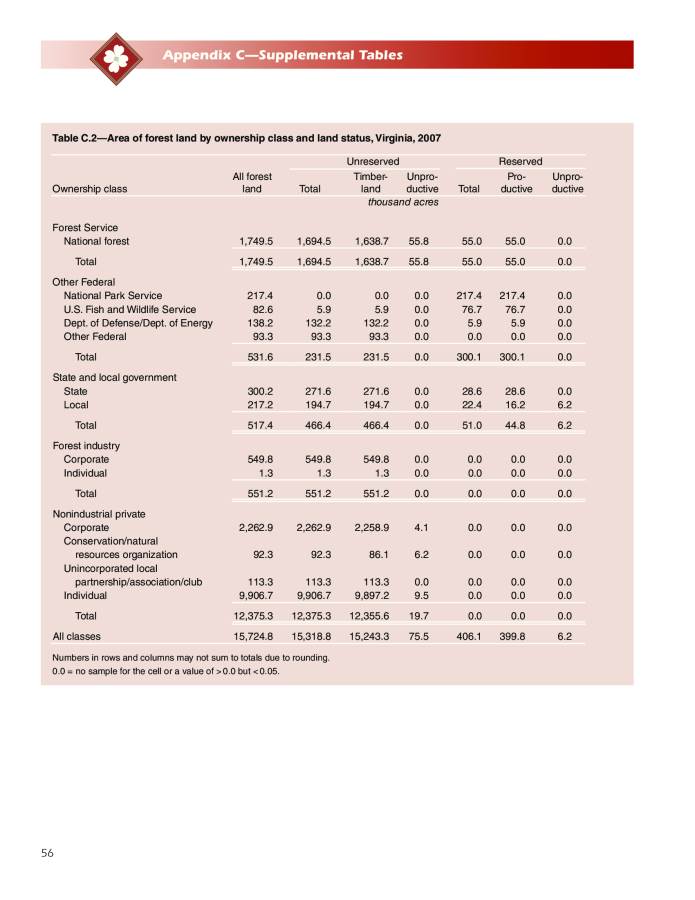 Appendix C—Supplemental Tables
Table C.2—Area of forest land by ownership class and land status, Virginia, 2007
Unreserved Reserved
All forest Timber- Unpro- Pro- Unpro-
Ownership class land Total land ductive Total ductive ductive
thousand acres
Forest Service
National forest 1,749.5 1,694.5 1,638.7 55.8 55.0 55.0 0.0
Total 1,749.5 1,694.5 1,638.7 55.8 55.0 55.0 0.0
Other Federal
National Park Service 217.4 0.0 0.0 0.0 217.4 217.4 0.0
U.S. Fish and Wildlife Service 82.6 5.9 5.9 0.0 76.7 76.7 0.0
Dept. of Defense/Dept. of Energy 138.2 132.2 132.2 0.0 5.9 5.9 0.0
Other Federal 93.3 93.3 93.3 0.0 0.0 0.0 0.0
Total 531.6 231.5 231.5 0.0 300.1 300.1 0.0
State and local government
State 300.2 271.6 271.6 0.0 28.6 28.6 0.0
Local 217.2 194.7 194.7 0.0 22.4 16.2 6.2
Total 517.4 466.4 466.4 0.0 51.0 44.8 6.2
Forest industry
Corporate 549.8 549.8 549.8 0.0 0.0 0.0 0.0
Individual 1.3 1.3 1.3 0.0 0.0 0.0 0.0
Total 551.2 551.2 551.2 0.0 0.0 0.0 0.0
Nonindustrial private
Corporate 2,262.9 2,262.9 2,258.9 4.1 0.0 0.0 0.0
Conservation/natural
resources organization 92.3 92.3 86.1 6.2 0.0 0.0 0.0
Unincorporated local
partnership/association/club 113.3 113.3 113.3 0.0 0.0 0.0 0.0
Individual 9,906.7 9,906.7 9,897.2 9.5 0.0 0.0 0.0
Total 12,375.3 12,375.3 12,355.6 19.7 0.0 0.0 0.0
All classes 15,724.8 15,318.8 15,243.3 75.5 406.1 399.8 6.2
Numbers in rows and columns may not sum to totals due to rounding.
0.0 = no sample for the cell or a value of >0.0 but <0.05.
56